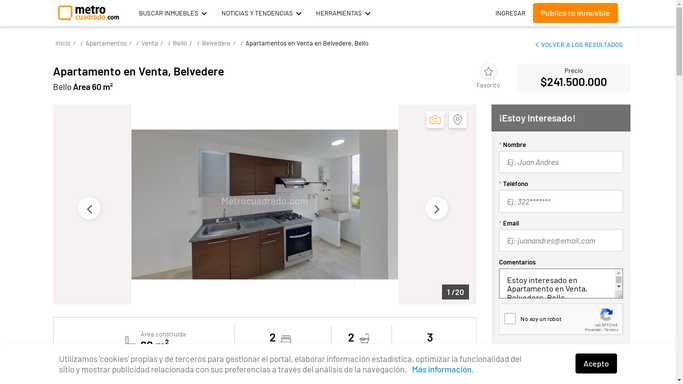 metro
cuadrado.com
BUSCAR INMUEBLES
NOTICIAS Y TENDENCIAS
HERRAMIENTAS
INGRESAR
Publica tu inmueble
Inicio / / Apartamentos / / Venta / / Bello / / Belvedere / / Apartamentos en Venta en Belvedere, Bello
VOLVER A LOS RESULTADOS
Apartamento en Venta, Belvedere
Bello Área 60 m²
Favorito
Precio
$241.500.000
Metrocuadrado.com
1 / 20
¡Estoy Interesado!
* Nombre
Ej: Juan Andres
* Teléfono
Ej: 322*******
* Email
Ej: juanandres@email.com
Comentarios
Estoy interesado en
Apartamento en Venta,
Belvedere, Bello
No soy un robot
reCAPTCHA
Privacidad - Términos
Área construida
60 m²
2
2
3
Utilizamos 'cookies' propias y de terceros para gestionar el portal, elaborar información estadística, optimizar la funcionalidad del
sitio y mostrar publicidad relacionada con sus preferencias a través del análisis de la navegación. Más información.
Acepto